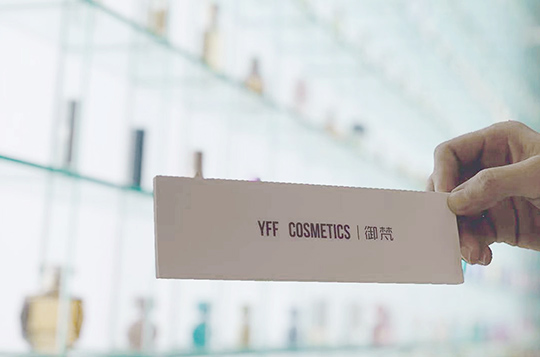 YFF COSMETICS | 御梵